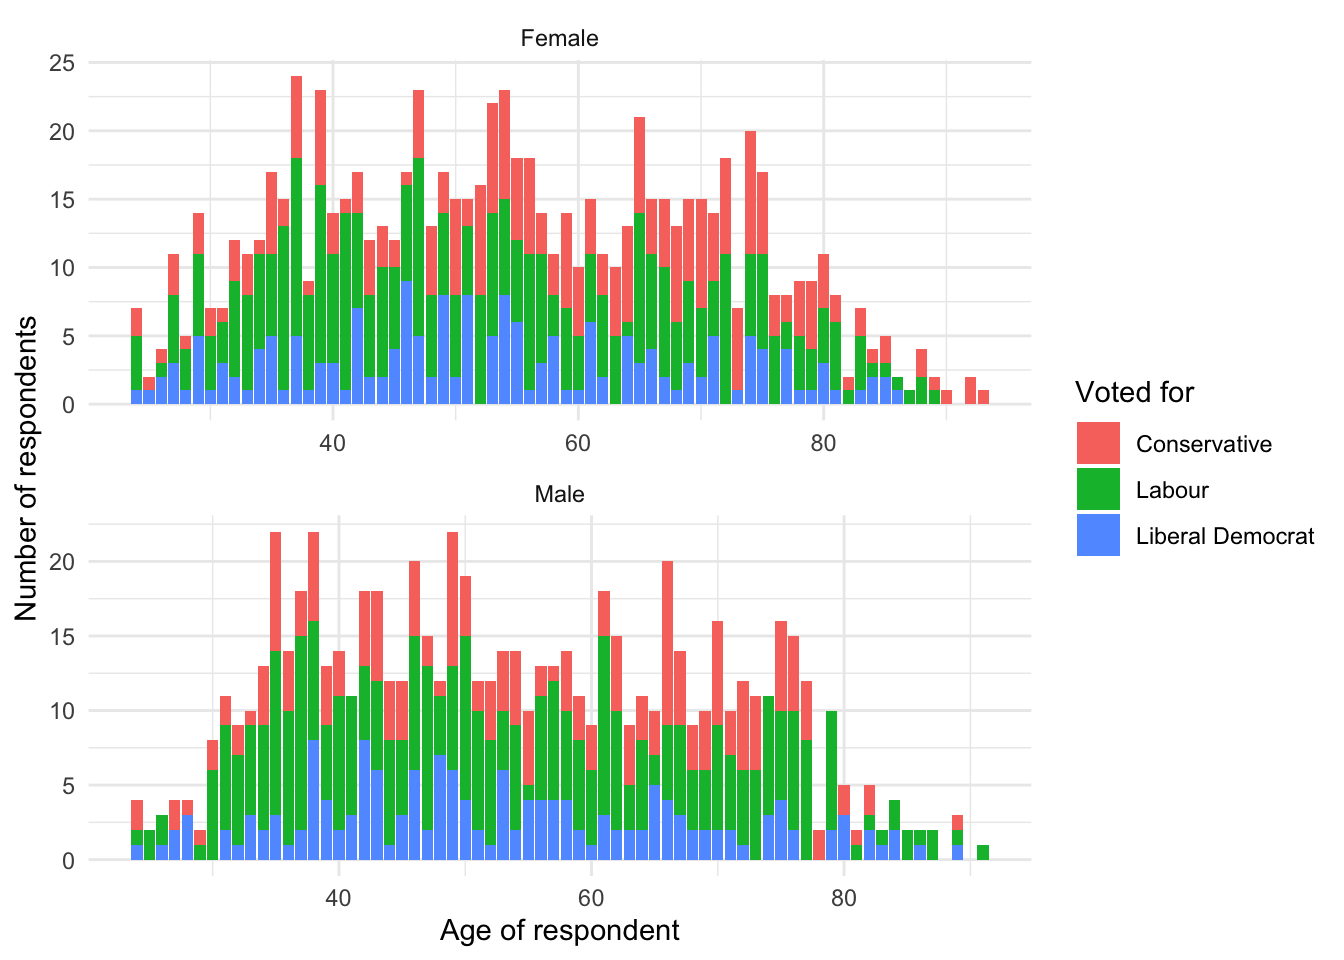 Female
25
20
15
10
5
0
40 60 80
Male
20
15
10
5
0
40 60 80
Age of respondent
Number of respondents
Voted for
Conservative
Labour
Liberal Democrat